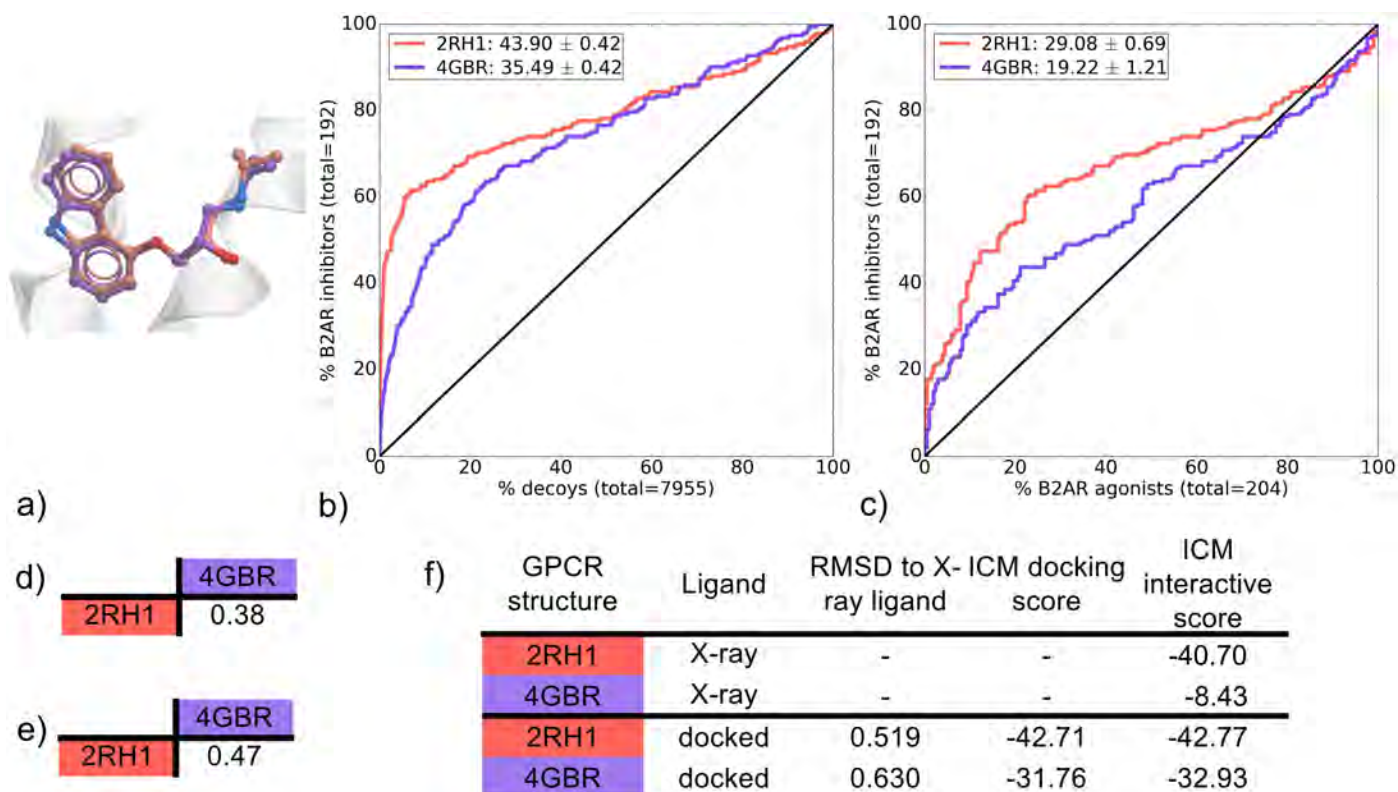 100
80
60
40
20
0
% B2AR inhibitors (total=192)
2RH1: 43.90 ± 0.42
4GBR: 35.49 ± 0.42
0 20 40 60 80 100
% decoys (total=7955)
100
80
60
40
20
0
% B2AR inhibitors (total=192)
2RH1: 29.08 ± 0.69
4GBR: 19.22 ± 1.21
0 20 40 60 80 100
% B2AR agonists (total=204)
a)
b)
c)
d)
4GBR
2RH1 0.38
e)
4GBR
2RH1 0.47
f)
GPCR structure Ligand RMSD to X-ray ligand ICM docking score ICM interactive score
2RH1 X-ray - - -40.70
4GBR X-ray - - -8.43
2RH1 docked 0.519 -42.71 -42.77
4GBR docked 0.630 -31.76 -32.93